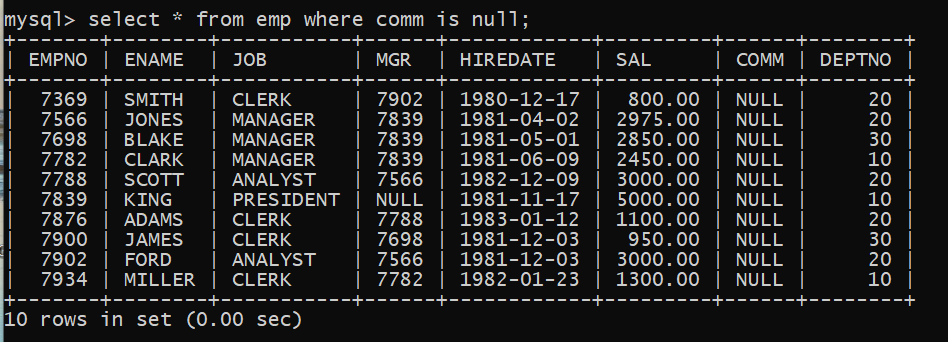 mysql> select * from emp where comm is null;
+-------+--------+-----------+------+------------+---------+------+--------+
| EMPNO | ENAME  | JOB       | MGR  | HIREDATE   | SAL     | COMM | DEPTNO |
+-------+--------+-----------+------+------------+---------+------+--------+
|  7369 | SMITH  | CLERK     | 7902 | 1980-12-17 |  800.00 | NULL |     20 |
|  7566 | JONES  | MANAGER   | 7839 | 1981-04-02 | 2975.00 | NULL |     20 |
|  7698 | BLAKE  | MANAGER   | 7839 | 1981-05-01 | 2850.00 | NULL |     30 |
|  7782 | CLARK  | MANAGER   | 7839 | 1981-06-09 | 2450.00 | NULL |     10 |
|  7788 | SCOTT  | ANALYST   | 7566 | 1982-12-09 | 3000.00 | NULL |     20 |
|  7839 | KING   | PRESIDENT | NULL | 1981-11-17 | 5000.00 | NULL |     10 |
|  7876 | ADAMS  | CLERK     | 7788 | 1983-01-12 | 1100.00 | NULL |     20 |
|  7900 | JAMES  | CLERK     | 7698 | 1981-12-03 |  950.00 | NULL |     30 |
|  7902 | FORD   | ANALYST   | 7566 | 1981-12-03 | 3000.00 | NULL |     20 |
|  7934 | MILLER | CLERK     | 7782 | 1982-01-23 | 1300.00 | NULL |     10 |
+-------+--------+-----------+------+------------+---------+------+--------+
10 rows in set (0.00 sec)